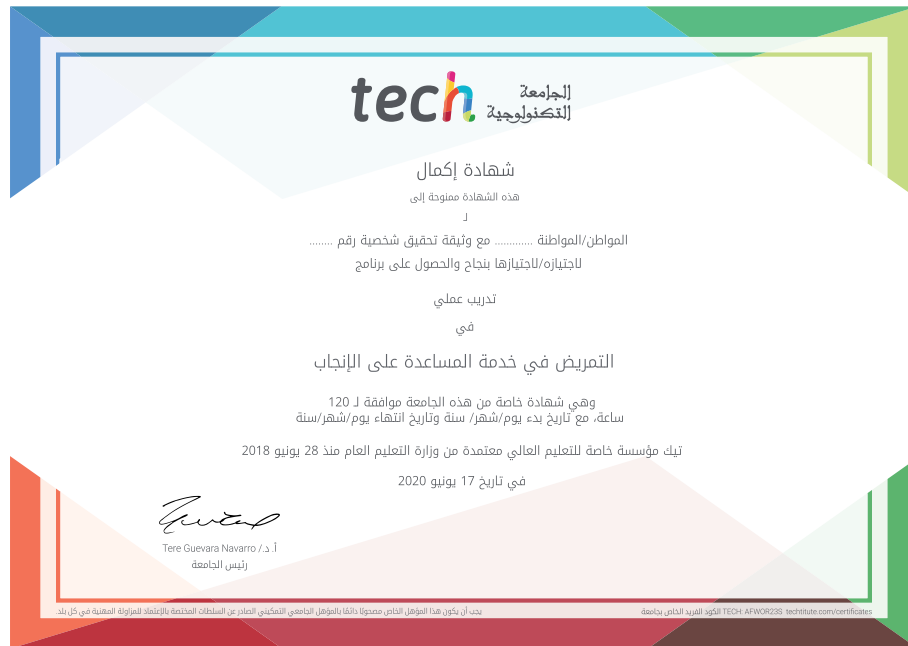 tech الجامعة
التكنولوجية
شهادة إكمال
هذه الشهادة ممنوحة إلى
لـ
المواطن/المواطنة ............. مع وثيقة تحقيق شخصية رقم ........
لاجتيازه/لاجتيازها بنجاح والحصول على برنامج
تدريب عملي
في
التمريض في خدمة المساعدة على الإنجاب
وهي شهادة خاصة من هذه الجامعة موافقة لـ 120
ساعة، مع تاريخ بدء يوم/شهر/ سنة وتاريخ انتهاء يوم/شهر/سنة
تيك مؤسسة خاصة للتعليم العالي معتمدة من وزارة التعليم العام منذ 28 يونيو 2018
في تاريخ 17 يونيو 2020
أ. د./ Tere Guevara Navarro
رئيس الجامعة
يجب أن يكون هذا المؤهل الخاص مصحوبًا دائمًا بالمؤهل الجامعي التمكيني الصادر عن السلطات المختصة بالإعتماد للمزاولة المهنية في كل بلد.
الكود الفريد الخاص بجامعة TECH: AFWOR23S techtitute.com/certificates